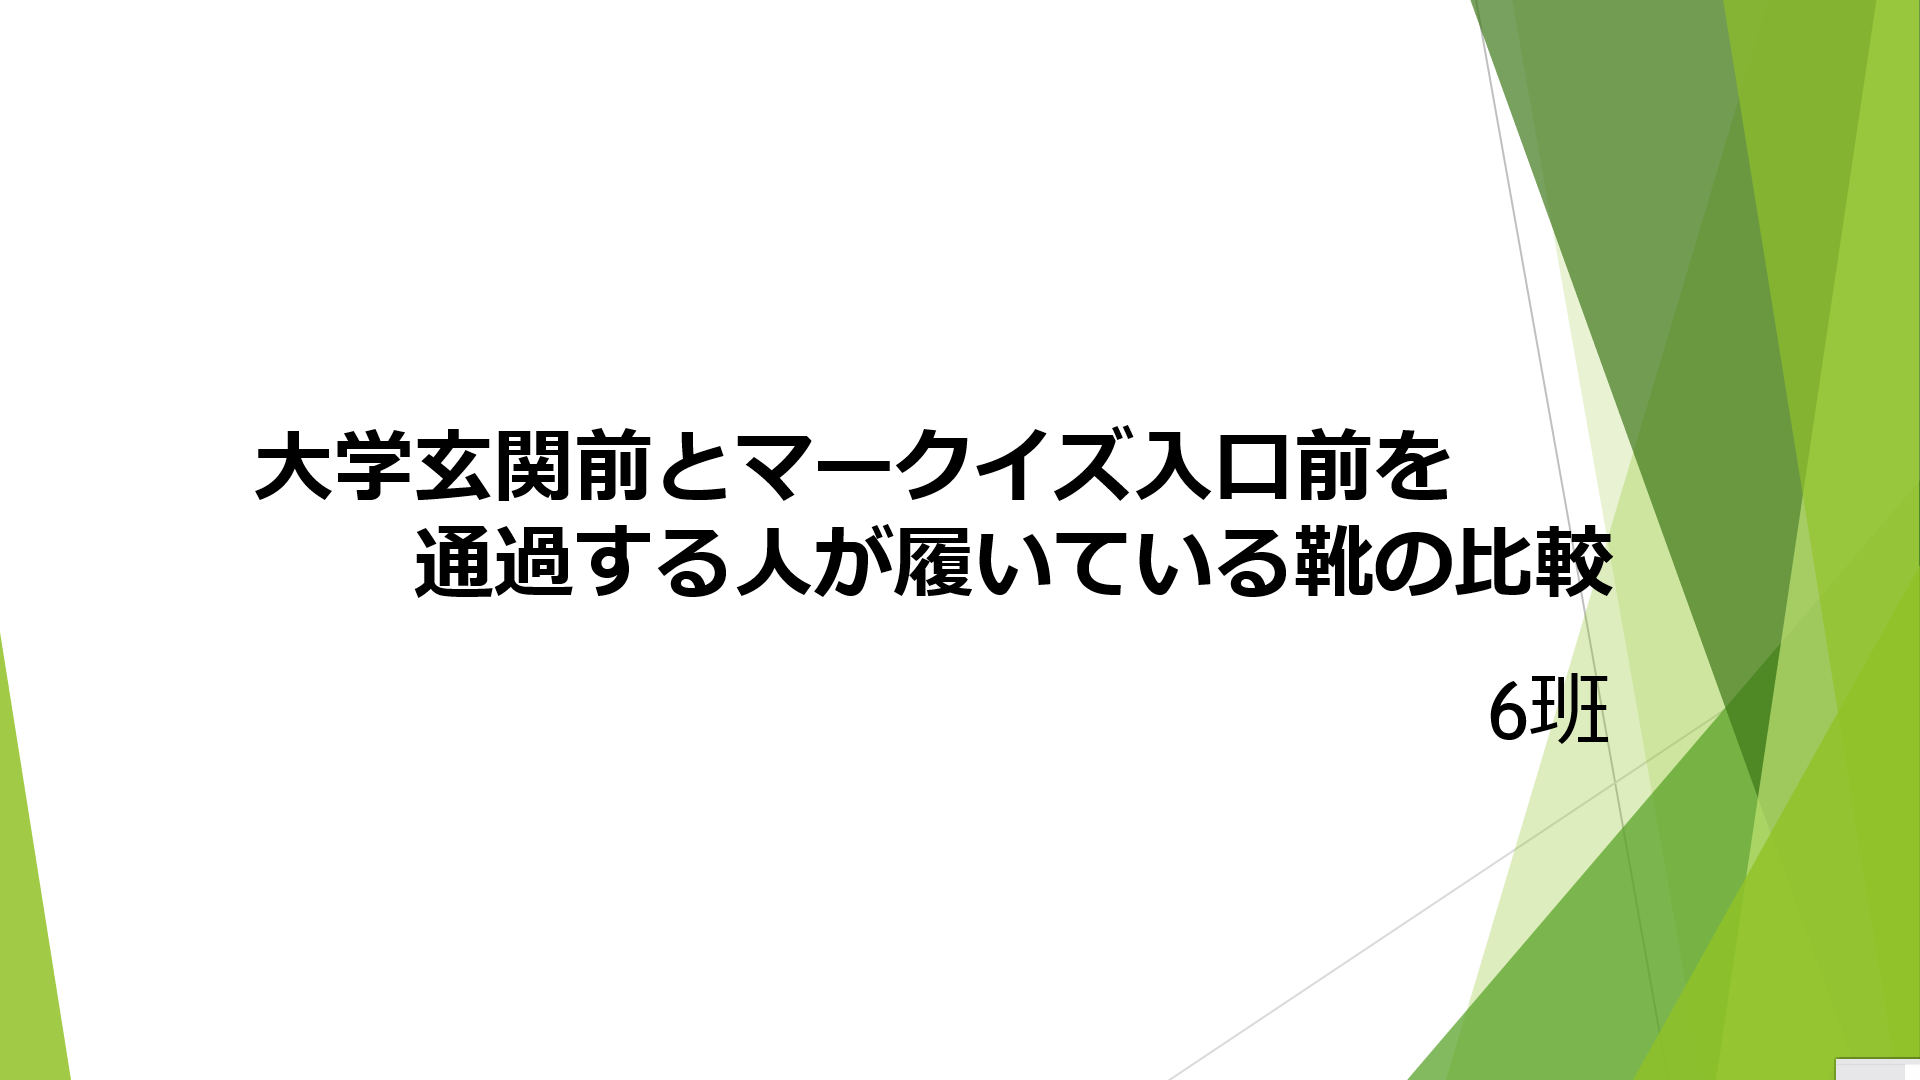 大学玄関前とマークイズ入口前を
通過する人が履いている靴の比較
6班